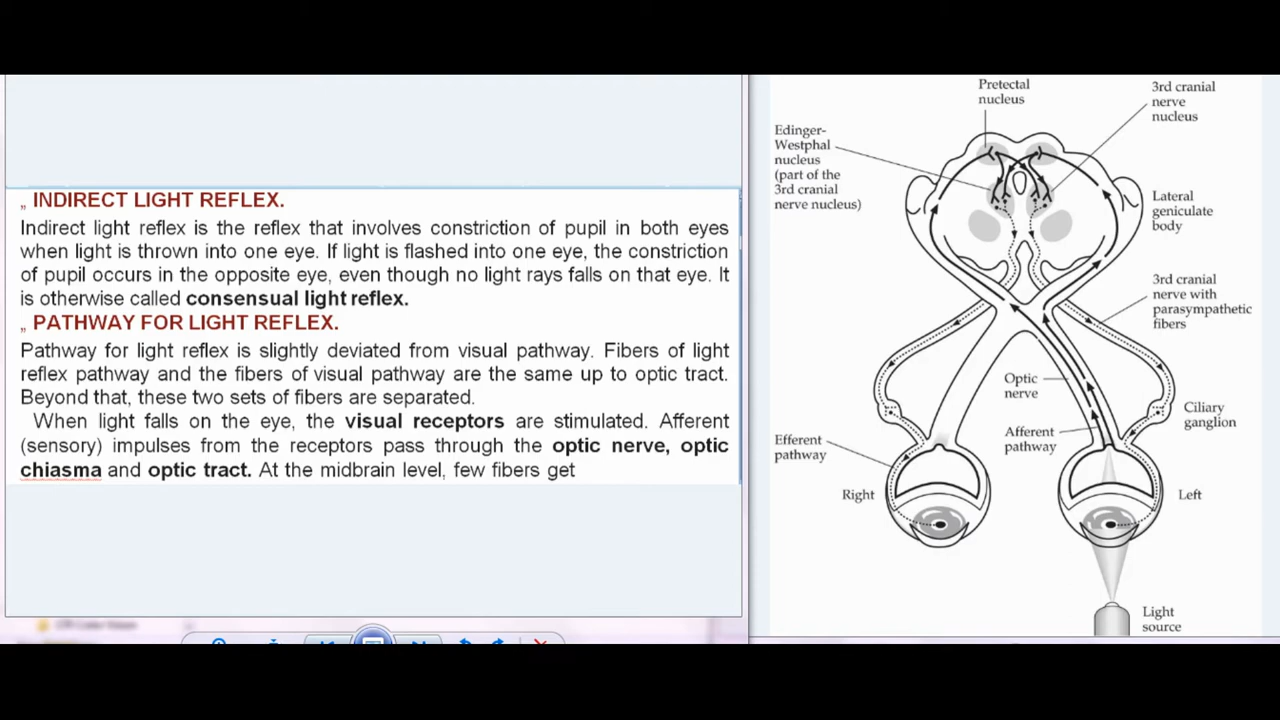 „ INDIRECT LIGHT REFLEX.
Indirect light reflex is the reflex that involves constriction of pupil in both eyes
when light is thrown into one eye. If light is flashed into one eye, the constriction
of pupil occurs in the opposite eye, even though no light rays falls on that eye. It
is otherwise called consensual light reflex.
„ PATHWAY FOR LIGHT REFLEX.
Pathway for light reflex is slightly deviated from visual pathway. Fibers of light
reflex pathway and the fibers of visual pathway are the same up to optic tract.
Beyond that, these two sets of fibers are separated.
When light falls on the eye, the visual receptors are stimulated. Afferent
(sensory) impulses from the receptors pass through the optic nerve, optic
chiasma and optic tract. At the midbrain level, few fibers get
Pretectal
nucleus
3rd cranial
nerve
nucleus
Edinger-
Westphal
nucleus
(part of the
3rd cranial
nerve nucleus)
Lateral
geniculate
body
3rd cranial
nerve with
parasympathetic
fibers
Optic
nerve
Ciliary
ganglion
Afferent
pathway
Efferent
pathway
Right
Left
Light
source